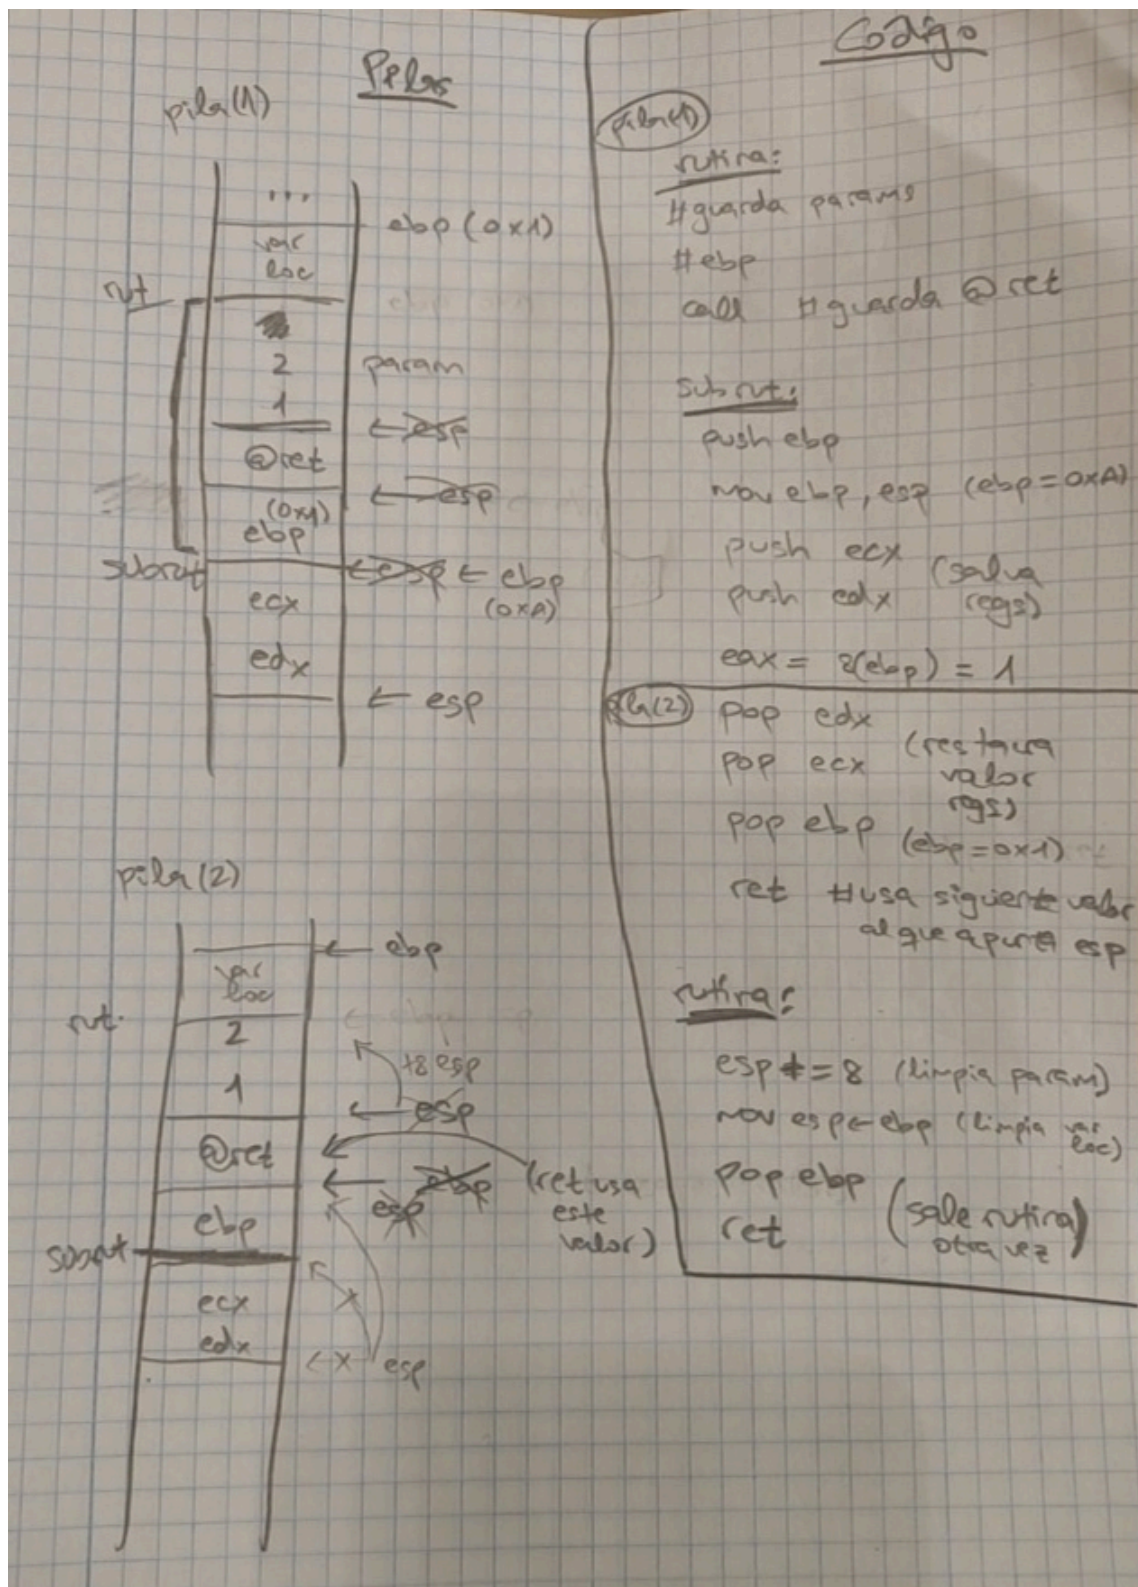 Pilas
pila(1)
...
ebp (0x1)
var
loc
rut
2
param
1
← esp
@ret
← esp
(0x1)
ebp
subrut
← esp ← ebp
(0xA)
ecx
edx
← esp
pila(2)
← ebp
var
loc
rut.
2
+8 esp
1
← esp
@ret
← ebp
esp
(ret usa
este
valor)
ebp
subrut
ecx
edx
← x esp
Código
pila(1)
rutina:
#guarda params
#ebp
call #guarda @ret
subrut:
push ebp
mov ebp, esp (ebp=0xA)
push ecx
push edx
(salva
regs)
eax = 8(ebp) = 1
pila(2)
pop edx
pop ecx
(restaura
valor
regs)
pop ebp
(ebp=0x1)
ret #usa siguiente valor
al que apunta esp
rutina:
esp += 8 (limpia param)
mov esp ← ebp (limpia var
loc)
pop ebp
ret
(sale rutina
otra vez)